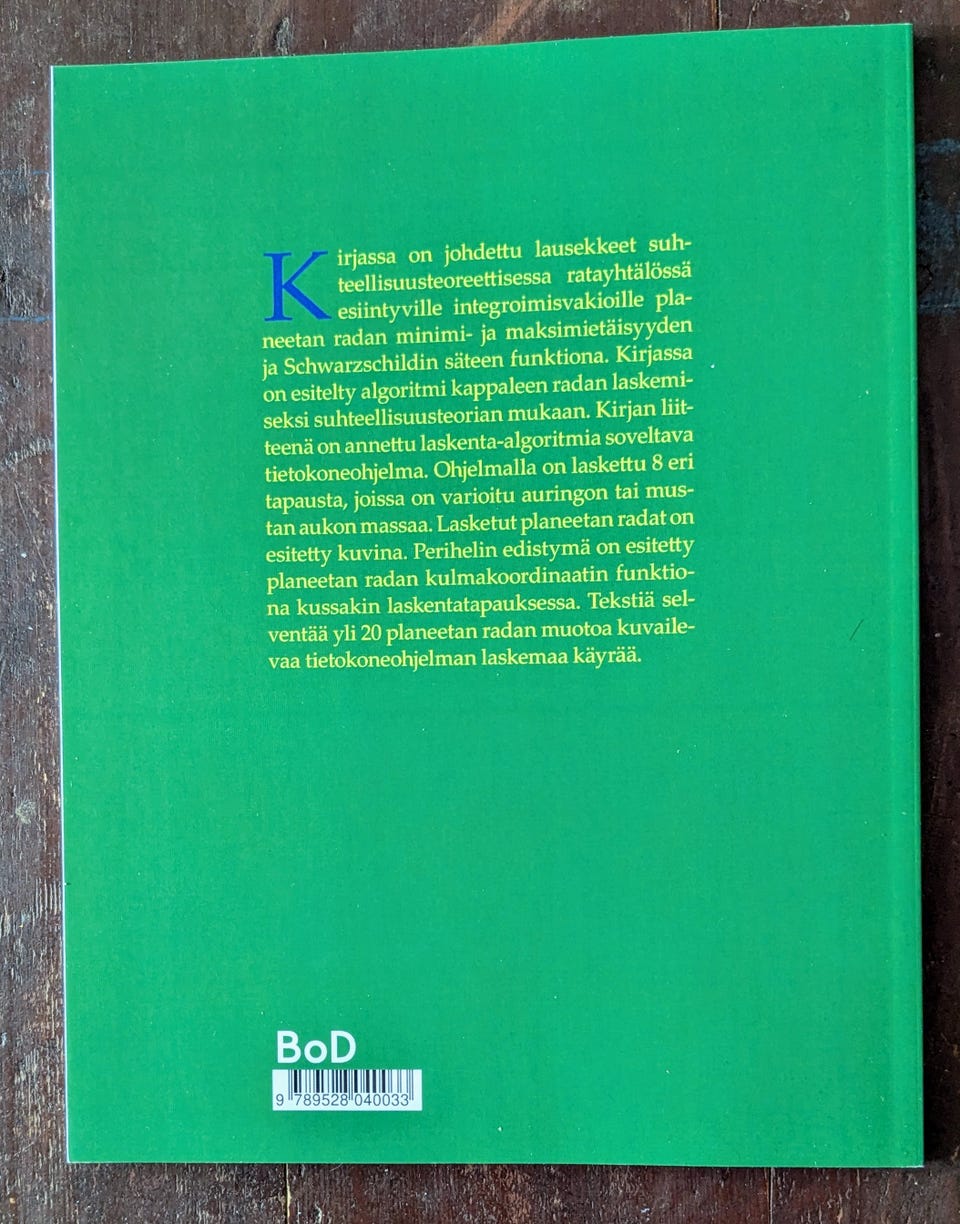 Kirjassa on johdettu lausekkeet suh-
teellisuusteoreettisessa ratayhtälössä
esiintyville integroimisvakioille pla-
neetan radan minimi- ja maksimietäisyyden
ja Schwarzschildin säteen funktiona. Kirjassa
on esitelty algoritmi kappaleen radan laskemi-
seksi suhteellisuusteorian mukaan. Kirjan liit-
teenä on annettu laskenta-algoritmia soveltava
tietokoneohjelma. Ohjelmalla on laskettu 8 eri
tapausta, joissa on varioitu auringon tai mus-
tan aukon massaa. Lasketut planeetan radat on
esitetty kuvina. Perihelin edistymä on esitetty
planeetan radan kulmakoordinaatin funktio-
na kussakin laskentatapauksessa. Tekstiä sel-
ventää yli 20 planeetan radan muotoa kuvaile-
vaa tietokoneohjelman laskemaa käyrää.
BoD
9 789528 040033